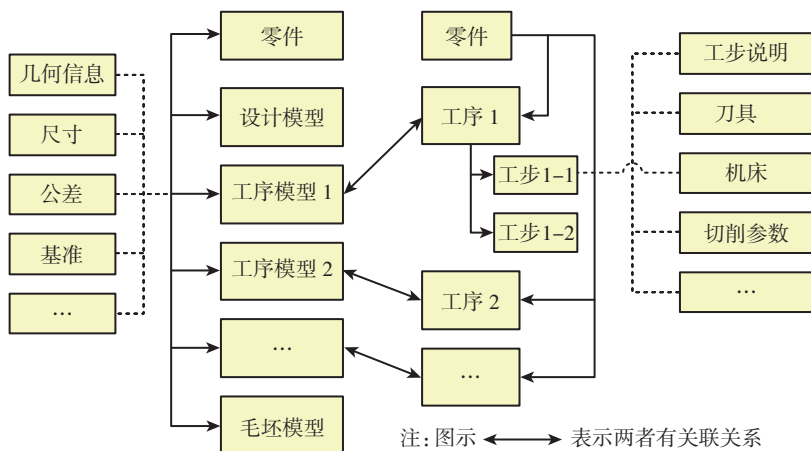 几何信息
尺寸
公差
基准
…
零件
设计模型
工序模型 1
工序模型 2
…
毛坯模型
零件
工序 1
工步1-1
工步1-2
工序 2
…
工步说明
刀具
机床
切削参数
…
注:图示 表示两者有关联关系